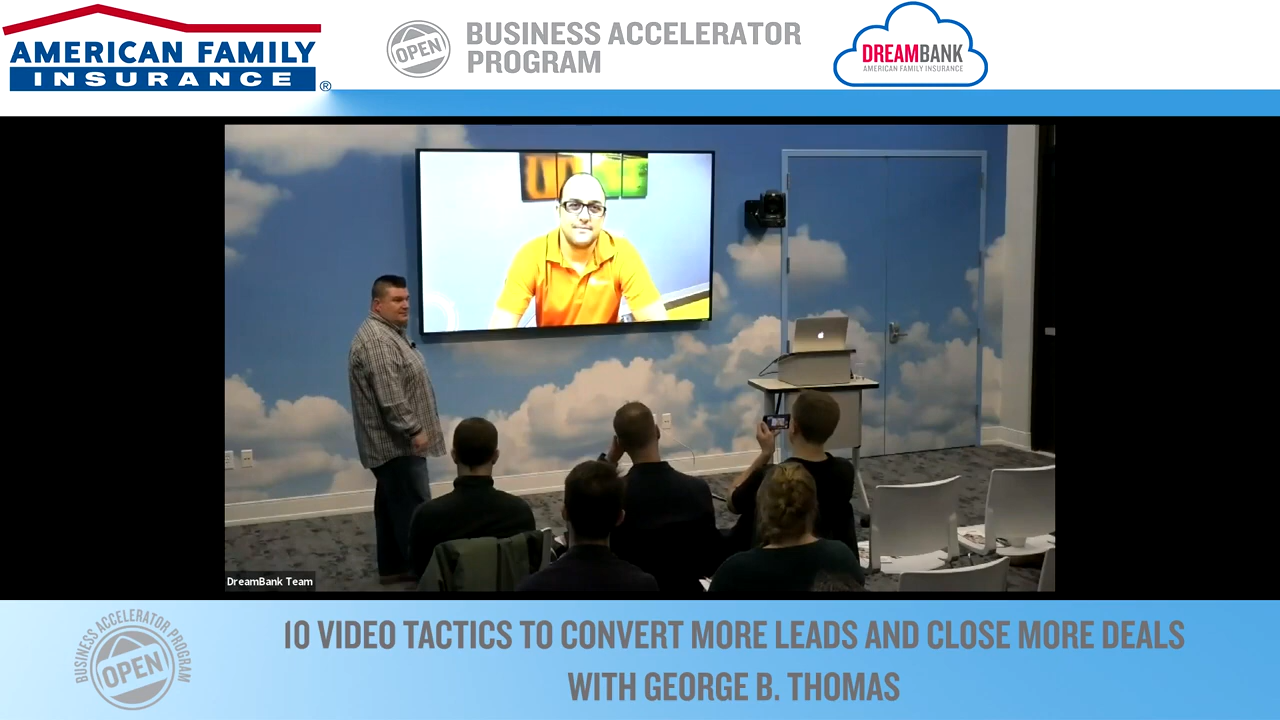 AMERICAN FAMILY
INSURANCE ®
OPEN
BUSINESS ACCELERATOR
PROGRAM
DREAMBANK
AMERICAN FAMILY INSURANCE
DreamBank Team
BUSINESS ACCELERATOR PROGRAM
OPEN
10 VIDEO TACTICS TO CONVERT MORE LEADS AND CLOSE MORE DEALS
WITH GEORGE B. THOMAS